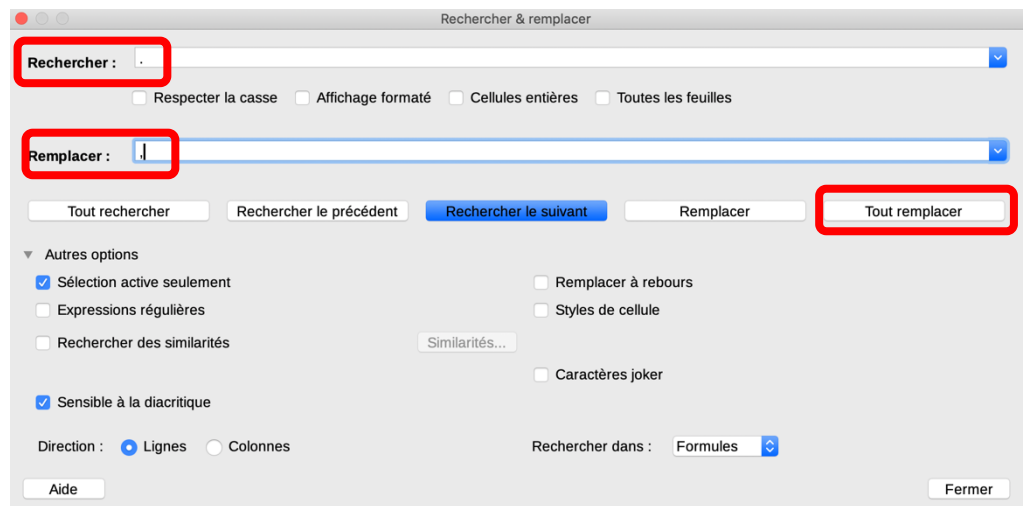 Rechercher & remplacer
Rechercher : .
Respecter la casse Affichage formaté Cellules entières Toutes les feuilles
Remplacer : ,
Tout rechercher Rechercher le précédent Rechercher le suivant Remplacer Tout remplacer
Autres options
Sélection active seulement Remplacer à rebours
Expressions régulières Styles de cellule
Rechercher des similarités Similarités...
Caractères joker
Sensible à la diacritique
Direction : Lignes Colonnes Rechercher dans : Formules
Aide Fermer